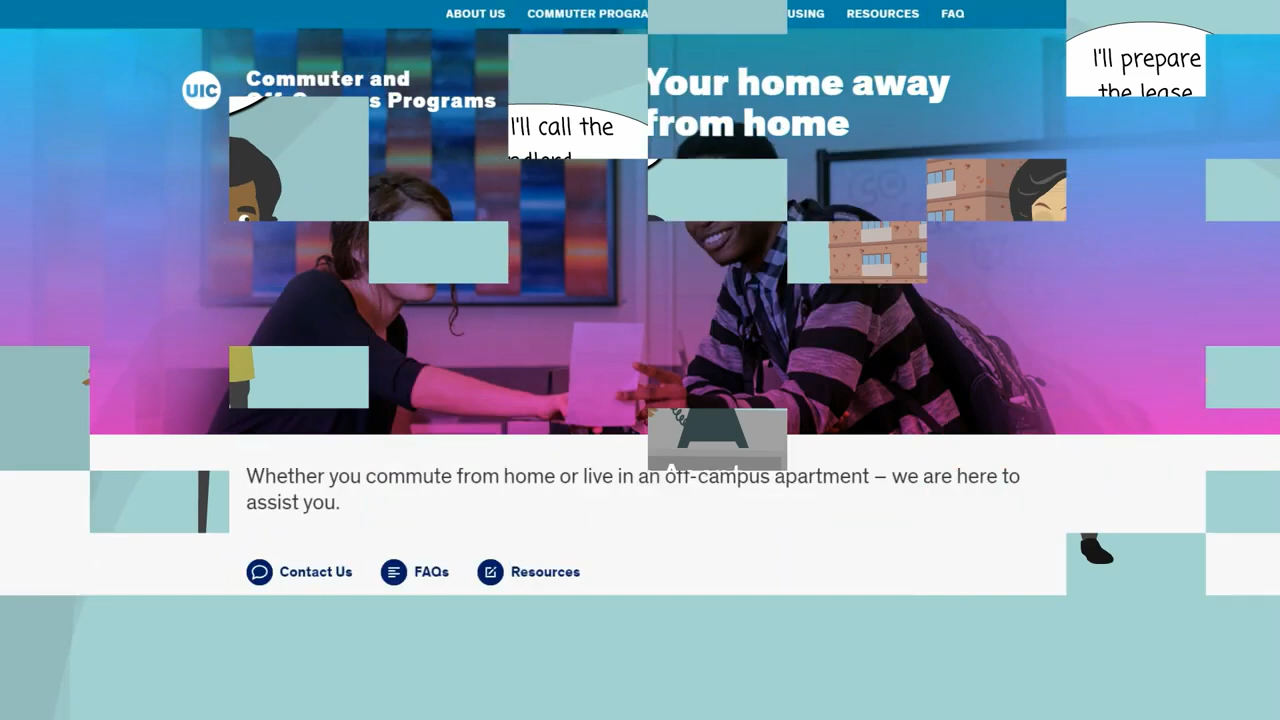 ABOUT US COMMUTER PROGRA USING RESOURCES FAQ
UIC
Commuter and
Programs
Your home away
from home
I'll prepare
the lease
I'll call the
Whether you commute from home or live in an off-campus apartment – we are here to
assist you.
Contact Us FAQs Resources